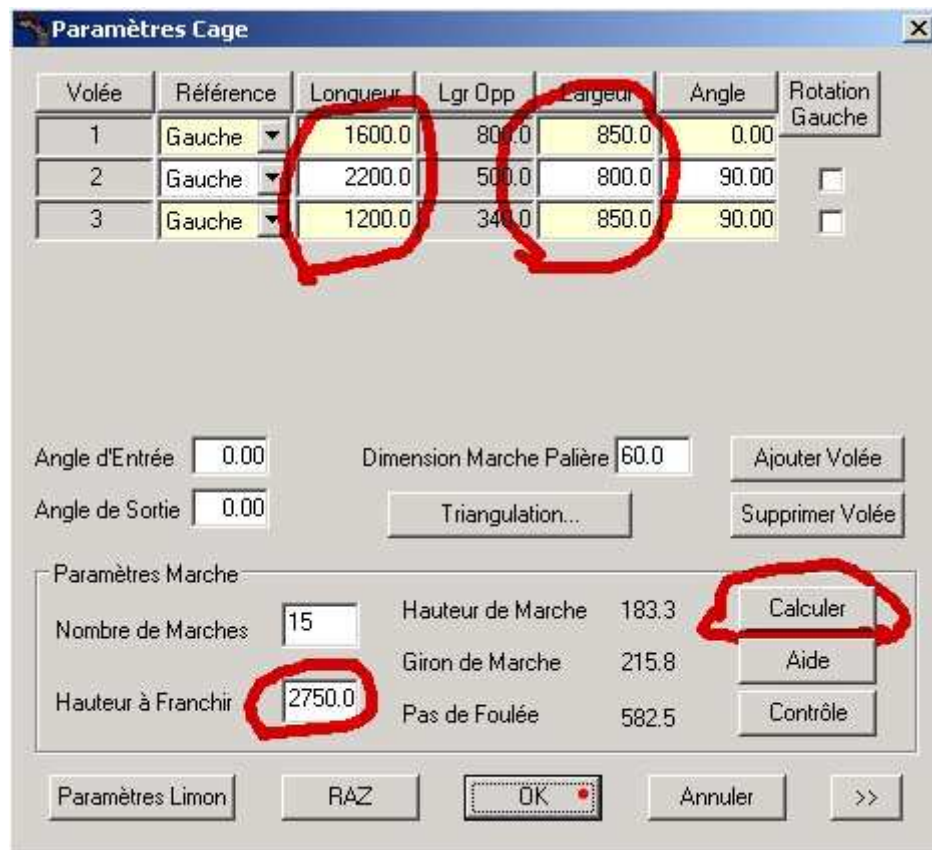 Paramètres Cage
Volée Référence Longueur Lgr Opp Largeur Angle Rotation Gauche
1 Gauche 1600.0 800.0 850.0 0.00
2 Gauche 2200.0 500.0 800.0 90.00
3 Gauche 1200.0 340.0 850.0 90.00
Angle d'Entrée 0.00 Dimension Marche Palière 60.0 Ajouter Volée
Angle de Sortie 0.00 Triangulation... Supprimer Volée
Paramètres Marche
Nombre de Marches 15 Hauteur de Marche 183.3 Calculer
Giron de Marche 215.8 Aide
Hauteur à Franchir 2750.0 Pas de Foulée 582.5 Contrôle
Paramètres Limon RAZ OK Annuler >>